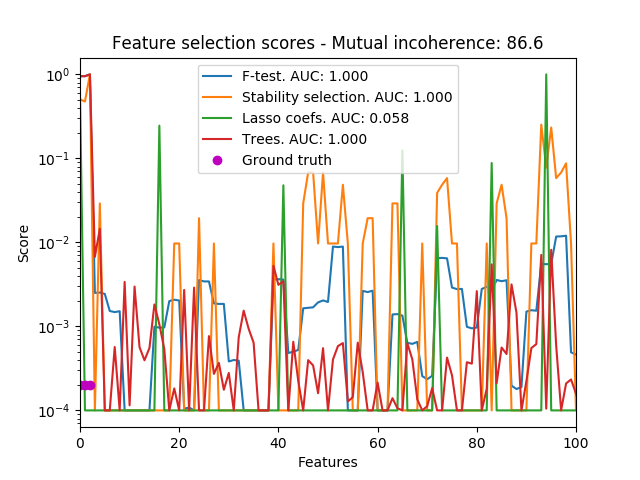 Feature selection scores - Mutual incoherence: 86.6
F-test. AUC: 1.000
Stability selection. AUC: 1.000
Lasso coefs. AUC: 0.058
Trees. AUC: 1.000
Ground truth
Score
10⁰
10⁻¹
10⁻²
10⁻³
10⁻⁴
0 20 40 60 80 100
Features